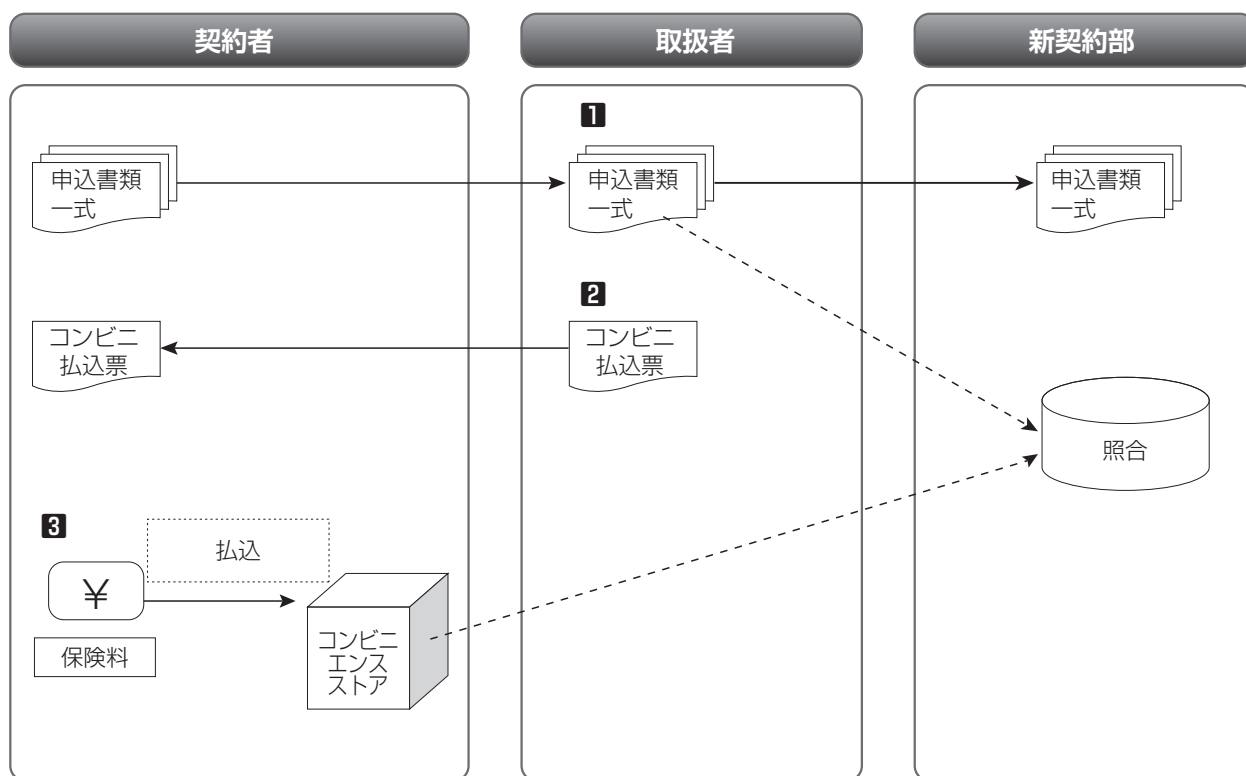 契約者
取扱者
新契約部
1
申込書類
一式
申込書類
一式
申込書類
一式
2
コンビニ
払込票
コンビニ
払込票
照合
3
払込
¥
保険料
コンビニ
エンス
ストア